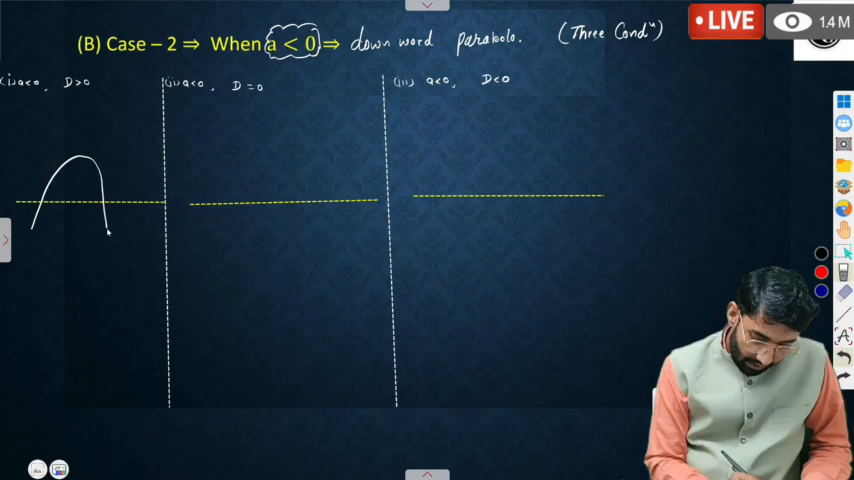 LIVE 1.4 M
(B) Case – 2 ⇒ When a < 0 ⇒ down word parabola. (Three Condⁿ)
(i) a<0, D>0
(ii) a<0, D=0
(iii) a<0, D<0
A